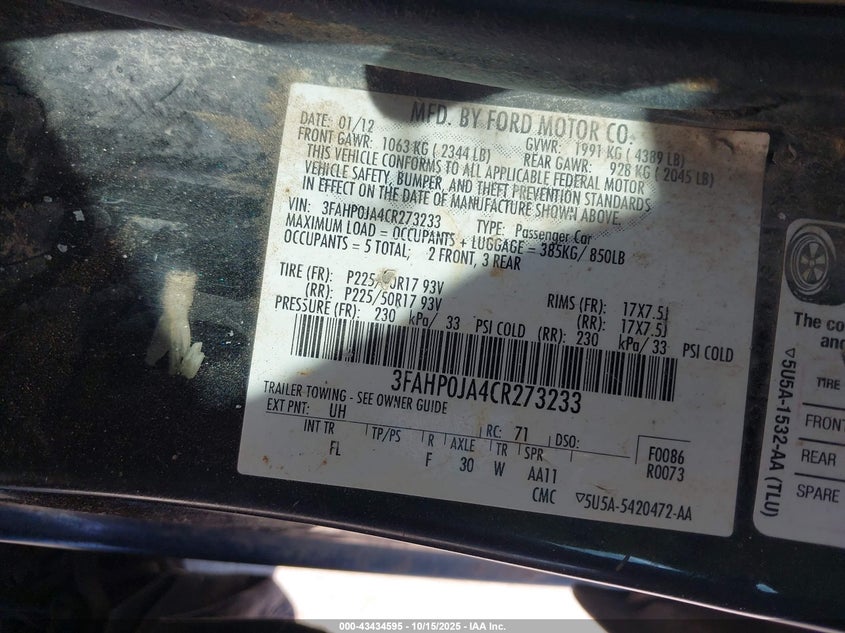 MFD. BY FORD MOTOR CO.
DATE: 01/12 GVWR: 1991 KG ( 4389 LB)
FRONT GAWR: 1063 KG ( 2344 LB) REAR GAWR: 928 KG ( 2045 LB)
THIS VEHICLE CONFORMS TO ALL APPLICABLE FEDERAL MOTOR
VEHICLE SAFETY, BUMPER, AND THEFT PREVENTION STANDARDS
IN EFFECT ON THE DATE OF MANUFACTURE SHOWN ABOVE.
VIN: 3FAHP0JA4CR273233 TYPE: Passenger Car
MAXIMUM LOAD = OCCUPANTS + LUGGAGE = 385KG/ 850LB
OCCUPANTS = 5 TOTAL, 2 FRONT, 3 REAR
TIRE (FR): P225/50R17 93V RIMS (FR): 17X7.5J
(RR): P225/50R17 93V (RR): 17X7.5J
PRESSURE (FR): 230 kPa/ 33 PSI COLD (RR): 230 kPa/ 33 PSI COLD
3FAHP0JA4CR273233
TRAILER TOWING - SEE OWNER GUIDE
EXT PNT: UH RC: 71 DSO:
INT TR TP/PS R AXLE TR SPR F0086
FL F 30 W AA11 R0073
CMC
▽5U5A-5420472-AA
The co
an
TIRE
FRONT
REAR
SPARE
▽5U5A-1532-AA (TLU)
000-43434595 - 10/15/2025 - IAA Inc.